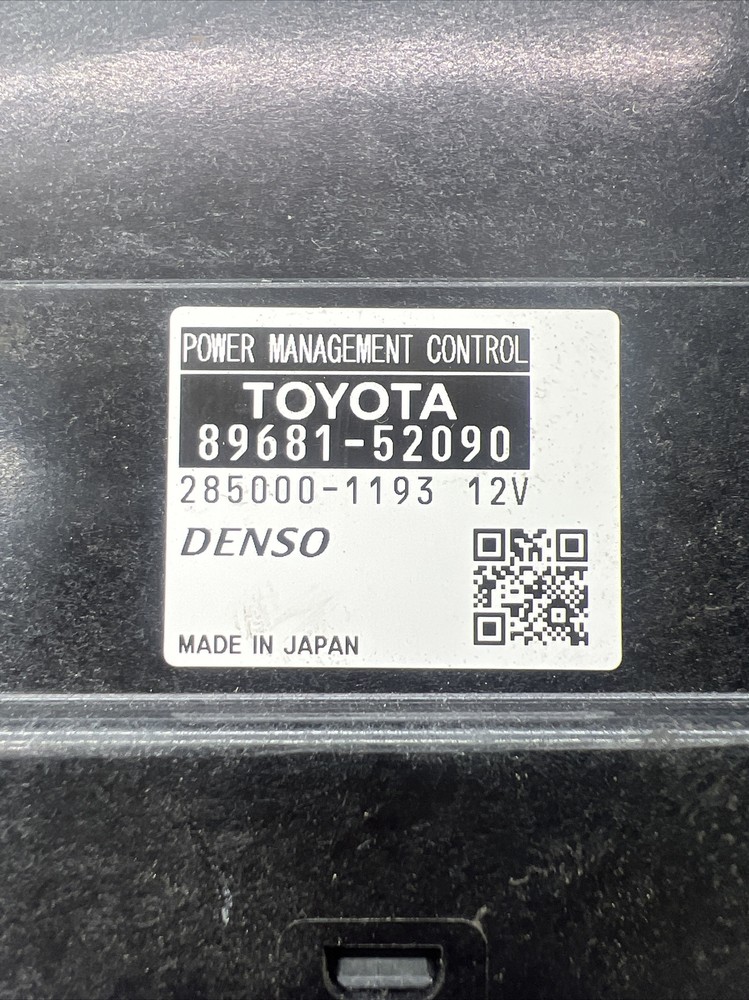 POWER MANAGEMENT CONTROL
TOYOTA
89681-52090
285000-1193 12V
DENSO
MADE IN JAPAN